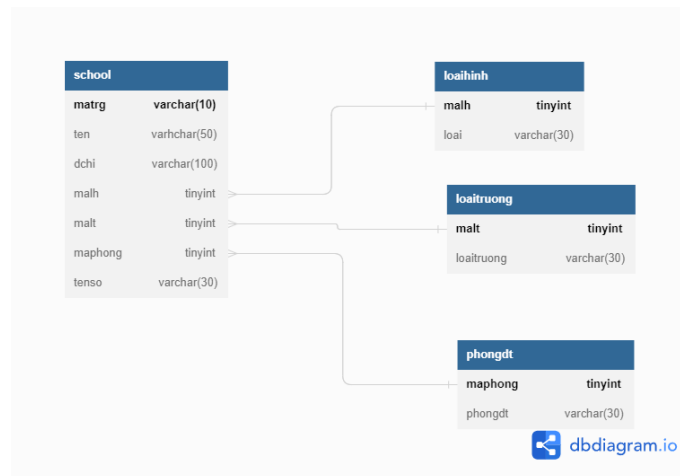 school
matrg varchar(10)
ten varhchar(50)
dchi varchar(100)
malh tinyint
malt tinyint
maphong tinyint
tenso varchar(30)
loaihinh
malh tinyint
loai varchar(30)
loaitruong
malt tinyint
loaitruong varchar(30)
phongdt
maphong tinyint
phongdt varchar(30)
dbdiagram.io